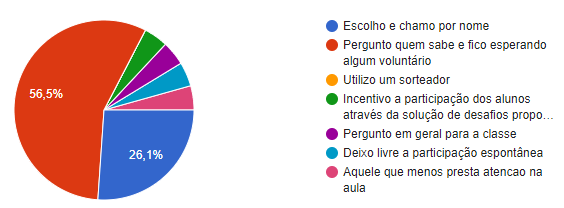 56,5%
26,1%
Escolho e chamo por nome
Pergunto quem sabe e fico esperando
algum voluntário
Utilizo um sorteador
Incentivo a participação dos alunos
através da solução de desafios propo…
Pergunto em geral para a classe
Deixo livre a participação espontânea
Aquele que menos presta atencao na
aula